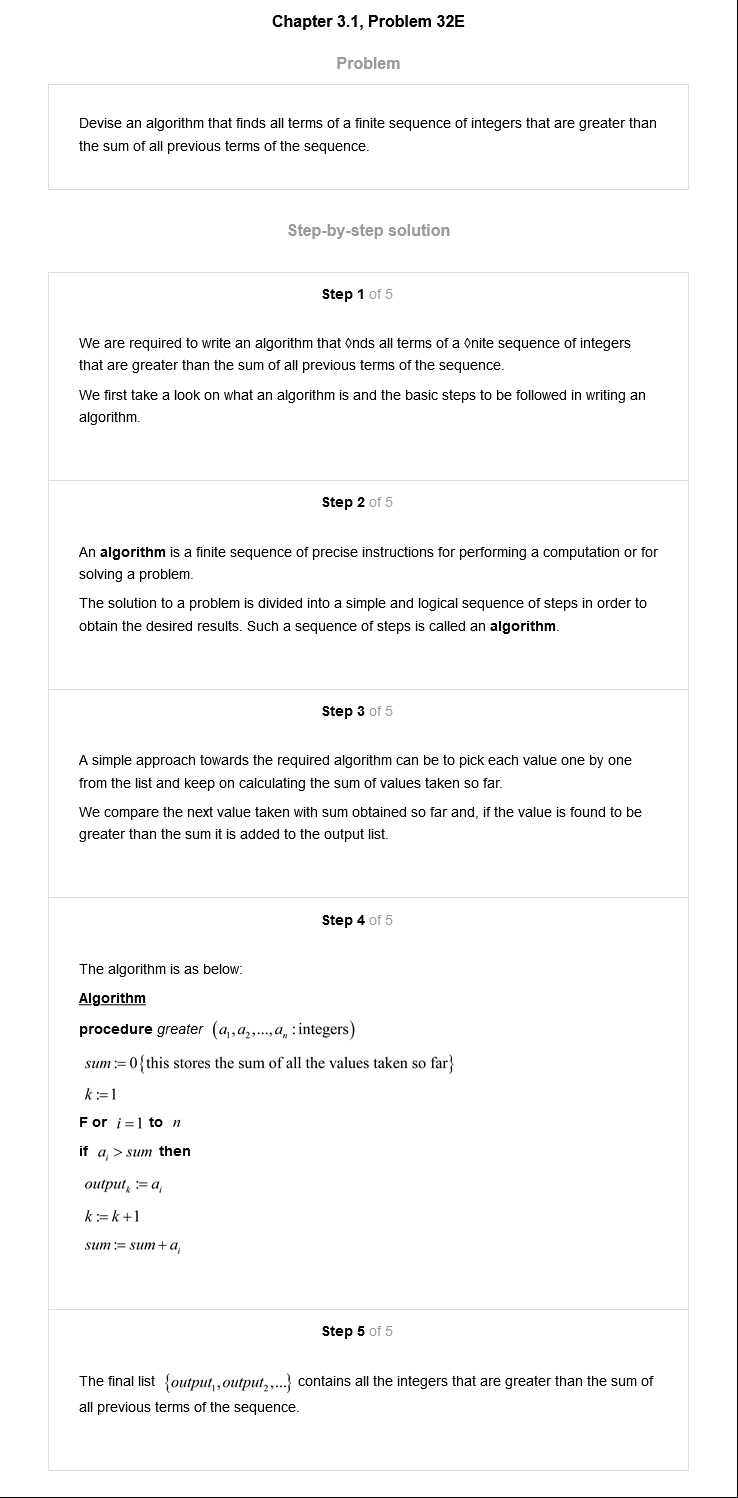 Chapter 3.1, Problem 32E
Problem
Devise an algorithm that finds all terms of a finite sequence of integers that are greater than
the sum of all previous terms of the sequence.
Step-by-step solution
Step 1 of 5
We are required to write an algorithm that ◊nds all terms of a ◊nite sequence of integers
that are greater than the sum of all previous terms of the sequence.
We first take a look on what an algorithm is and the basic steps to be followed in writing an
algorithm.
Step 2 of 5
An algorithm is a finite sequence of precise instructions for performing a computation or for
solving a problem.
The solution to a problem is divided into a simple and logical sequence of steps in order to
obtain the desired results. Such a sequence of steps is called an algorithm.
Step 3 of 5
A simple approach towards the required algorithm can be to pick each value one by one
from the list and keep on calculating the sum of values taken so far.
We compare the next value taken with sum obtained so far and, if the value is found to be
greater than the sum it is added to the output list.
Step 4 of 5
The algorithm is as below:
Algorithm
procedure greater (a₁,a₂,...,aₙ : integers)
sum := 0{this stores the sum of all the values taken so far}
k := 1
F or i = 1 to n
if aᵢ > sum then
outputₖ := aᵢ
k := k + 1
sum := sum + aᵢ
Step 5 of 5
The final list {output₁,output₂,...} contains all the integers that are greater than the sum of
all previous terms of the sequence.